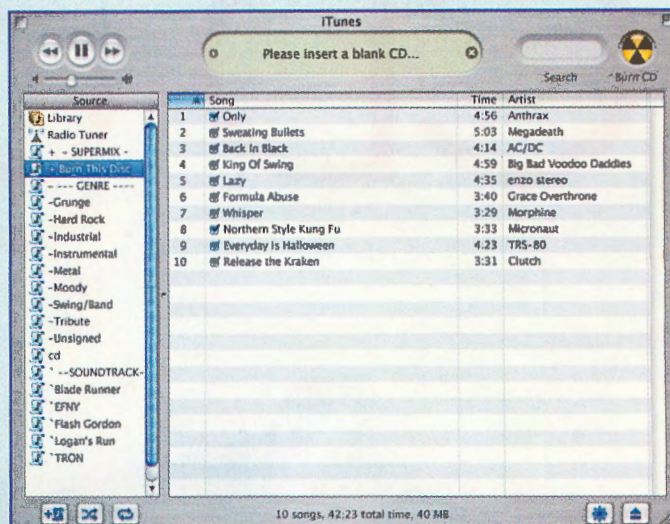 iTunes
Please insert a blank CD...
Search
Burn CD
Source
Library
Radio Tuner
+ - SUPERMIX -
+ Burn This Disc
- --- GENRE ----
-Grunge
-Hard Rock
-Industrial
-Instrumental
-Metal
-Moody
-Swing/Band
-Tribute
-Unsigned
cd
` --SOUNDTRACK-
`Blade Runner
`EFNY
`Flash Gordon
`Logan's Run
`TRON
Song Time Artist
1 Only 4:56 Anthrax
2 Sweating Bullets 5:03 Megadeath
3 Back In Black 4:14 AC/DC
4 King Of Swing 4:59 Big Bad Voodoo Daddies
5 Lazy 4:35 enzo stereo
6 Formula Abuse 3:40 Grace Overthrone
7 Whisper 3:29 Morphine
8 Northern Style Kung Fu 3:33 Micronaut
9 Everyday Is Halloween 4:23 TRS-80
10 Release the Kraken 3:31 Clutch
10 songs, 42:23 total time, 40 MB